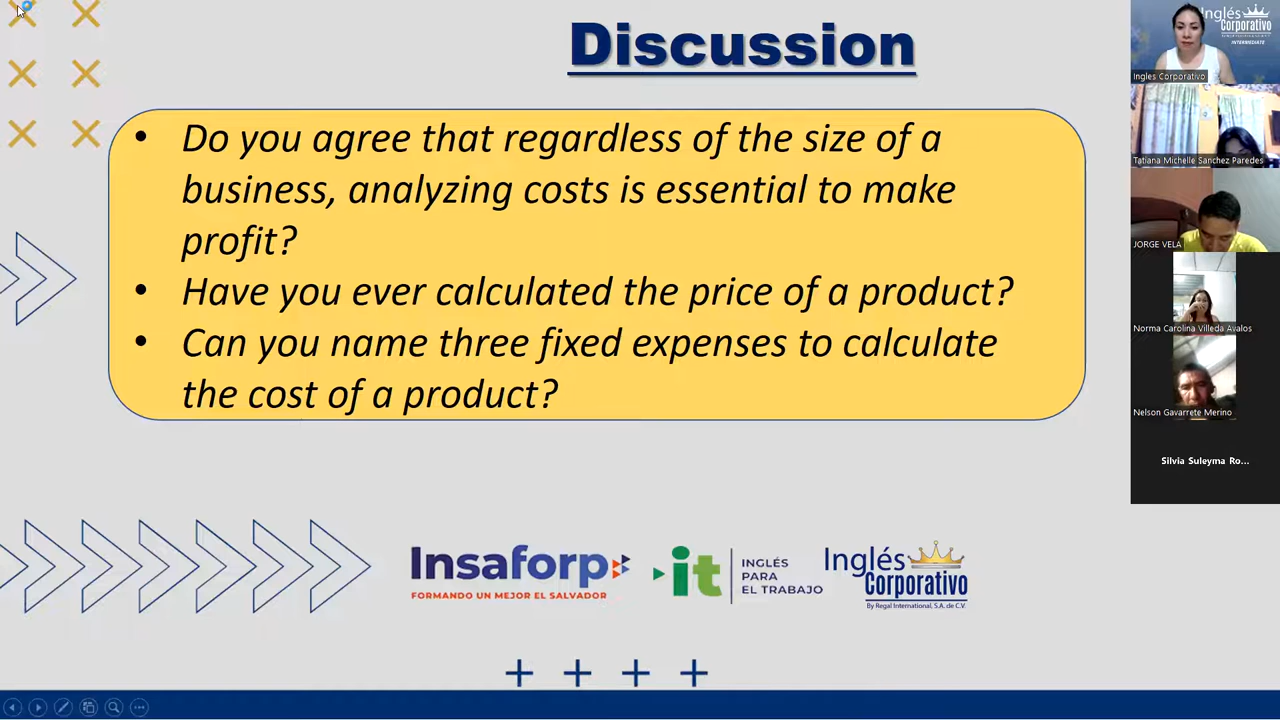 Discussion
• Do you agree that regardless of the size of a
business, analyzing costs is essential to make
profit?
• Have you ever calculated the price of a product?
• Can you name three fixed expenses to calculate
the cost of a product?
Insaforp
FORMANDO UN MEJOR EL SALVADOR
it
INGLÉS
PARA
EL TRABAJO
Inglés
Corporativo
By Regal International, S.A. de C.V.
Inglés
Corporativo
INTERMEDIATE
Ingles Corporativo
Tatiana Michelle Sanchez Paredes
JORGE VELA
Norma Carolina Villeda Avalos
Nelson Gavarrete Merino
Silvia Suleyma Ro...